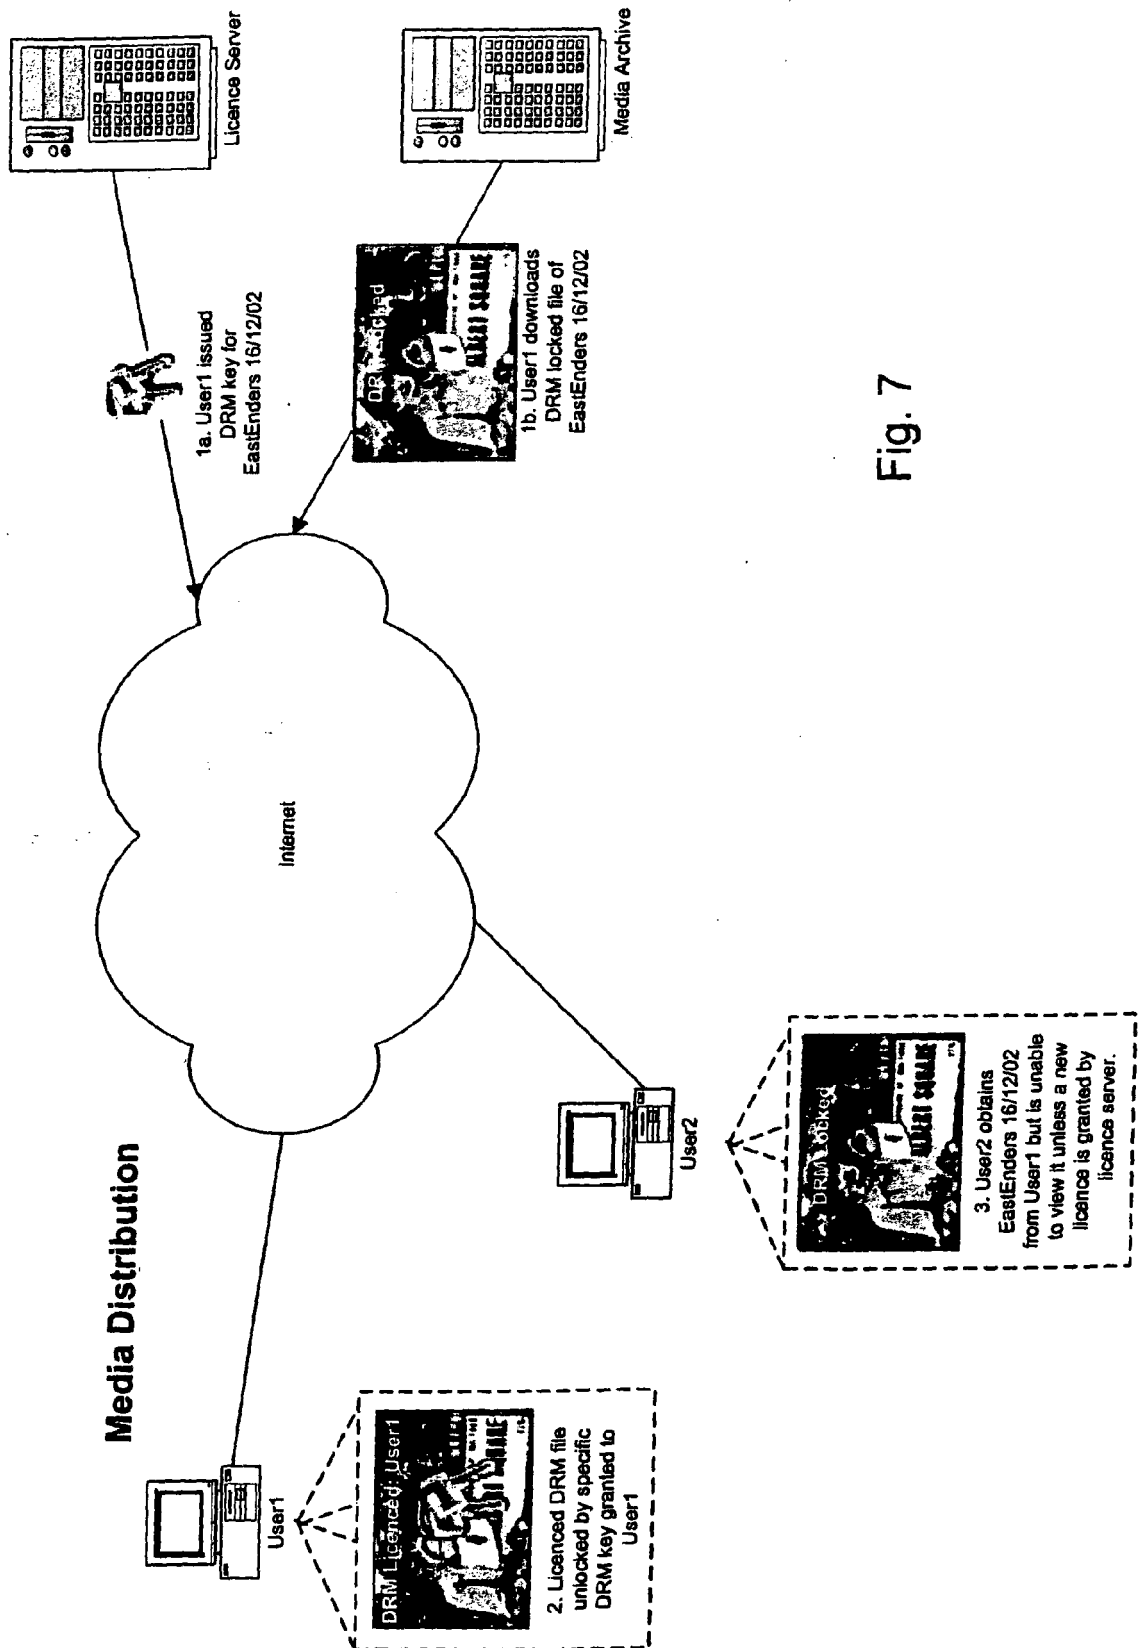 Media Distribution
User1
DRM Licenced: User1
2. Licenced DRM file
unlocked by specific
DRM key granted to
User1
User2
DRM Locked
3. User2 obtains
EastEnders 16/12/02
from User1 but is unable
to view it unless a new
licence is granted by
licence server.
Internet
1a. User1 issued
DRM key for
EastEnders 16/12/02
Licence Server
DRM Locked
1b. User1 downloads
DRM locked file of
EastEnders 16/12/02
Media Archive
Fig. 7